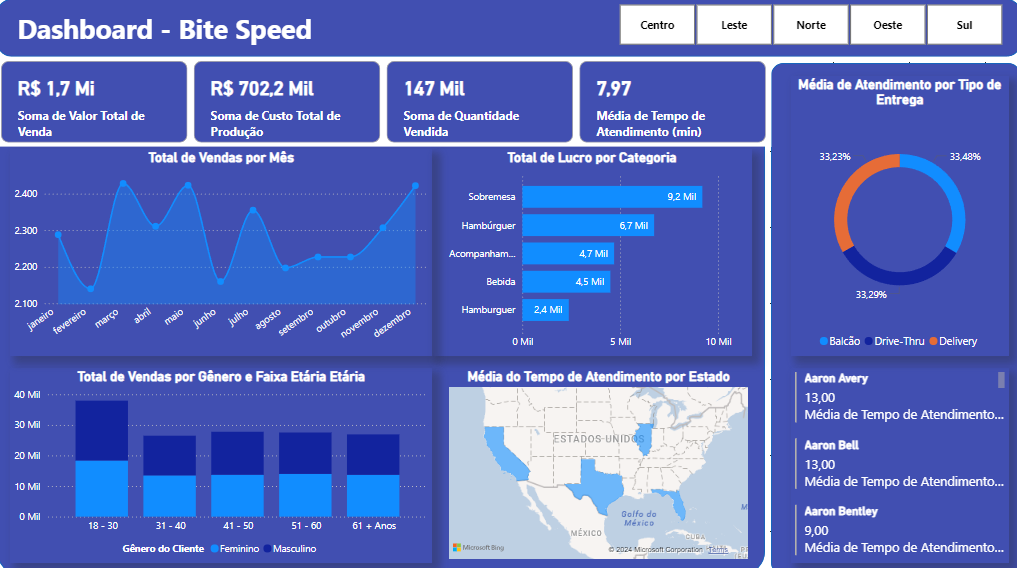 Dashboard - Bite Speed
Centro
Leste
Norte
Oeste
Sul
R$ 1,7 Mi
Soma de Valor Total de
Venda
R$ 702,2 Mil
Soma de Custo Total de
Produção
147 Mil
Soma de Quantidade
Vendida
7,97
Média de Tempo de
Atendimento (min)
Total de Vendas por Mês
2.400
2.300
2.200
2.100
janeiro
fevereiro
março
abril
maio
junho
julho
agosto
setembro
outubro
novembro
dezembro
Total de Lucro por Categoria
Sobremesa
9,2 Mil
Hambúrguer
6,7 Mil
Acompanham...
4,7 Mil
Bebida
4,5 Mil
Hamburguer
2,4 Mil
0 Mil
5 Mil
10 Mil
Média de Atendimento por Tipo de
Entrega
33,23%
33,48%
33,29%
Balcão
Drive-Thru
Delivery
Total de Vendas por Gênero e Faixa Etária Etária
40 Mil
30 Mil
20 Mil
10 Mil
0 Mil
18 - 30
31 - 40
41 - 50
51 - 60
61 + Anos
Gênero do Cliente
Feminino
Masculino
Média do Tempo de Atendimento por Estado
ESTADOS UNIDOS
Golfo do
México
MÉXICO
CUBA
Microsoft Bing
© 2024 Microsoft Corporation
Terms
Aaron Avery
13,00
Média de Tempo de Atendimento...
Aaron Bell
13,00
Média de Tempo de Atendimento...
Aaron Bentley
9,00
Média de Tempo de Atendimento...